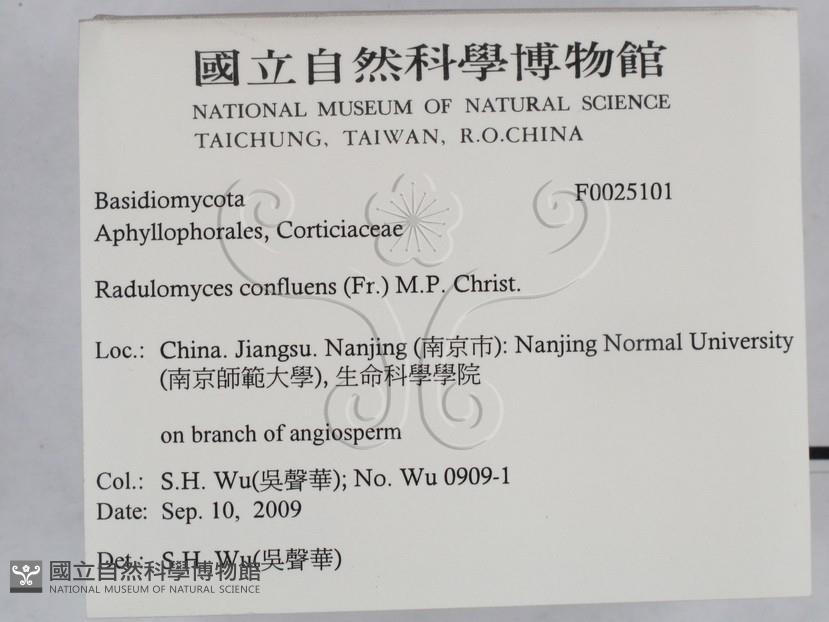 國立自然科學博物館
NATIONAL MUSEUM OF NATURAL SCIENCE
TAICHUNG, TAIWAN, R.O.CHINA
Basidiomycota F0025101
Aphyllophorales, Corticiaceae
Radulomyces confluens (Fr.) M.P. Christ.
Loc.: China. Jiangsu. Nanjing (南京市): Nanjing Normal University
(南京師範大學), 生命科學學院
on branch of angiosperm
Col.: S.H. Wu(吳聲華); No. Wu 0909-1
Date: Sep. 10, 2009
Det.: S.H. Wu(吳聲華)
國立自然科學博物館
NATIONAL MUSEUM OF NATURAL SCIENCE